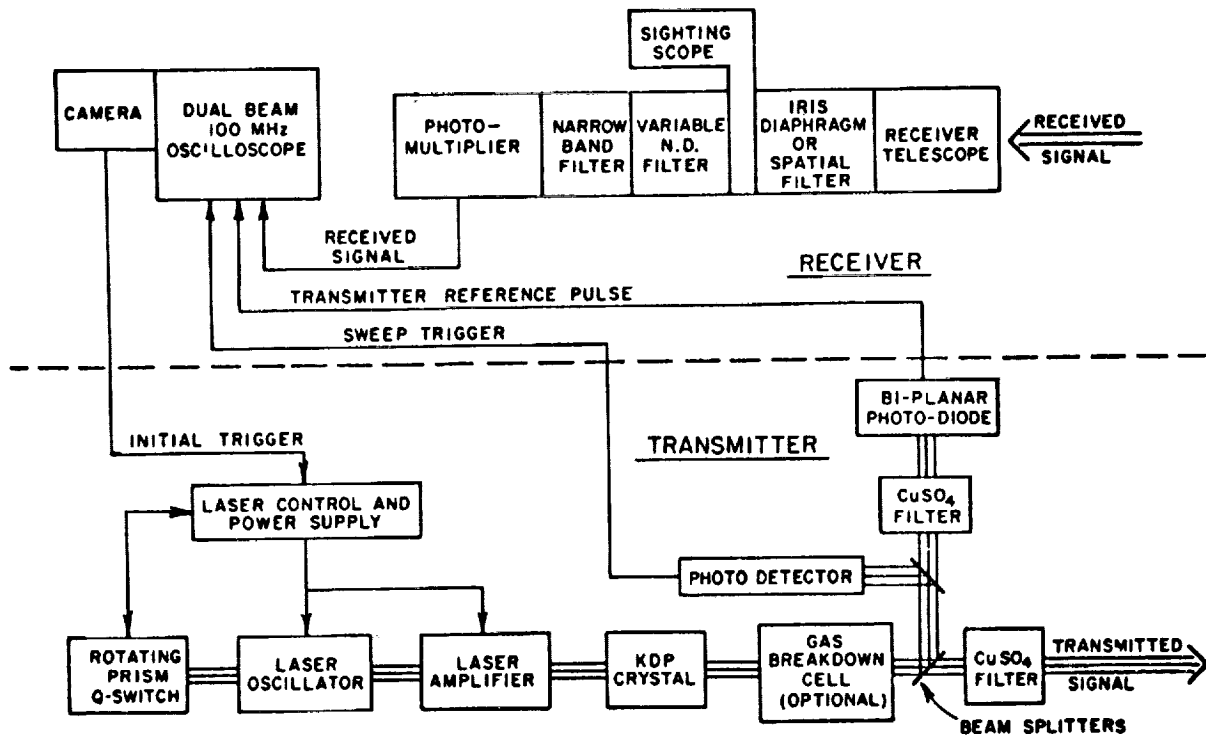 SIGHTING
SCOPE
CAMERA
DUAL BEAM
100 MHz
OSCILLOSCOPE
PHOTO-
MULTIPLIER
NARROW
BAND
FILTER
VARIABLE
N.D.
FILTER
IRIS
DIAPHRAGM
OR
SPATIAL
FILTER
RECEIVER
TELESCOPE
RECEIVED
SIGNAL
RECEIVED
SIGNAL
RECEIVER
TRANSMITTER REFERENCE PULSE
SWEEP TRIGGER
BI-PLANAR
PHOTO-DIODE
INITIAL TRIGGER
TRANSMITTER
LASER CONTROL AND
POWER SUPPLY
CuSO₄
FILTER
PHOTO DETECTOR
ROTATING
PRISM
Q-SWITCH
LASER
OSCILLATOR
LASER
AMPLIFIER
KDP
CRYSTAL
GAS
BREAKDOWN
CELL
(OPTIONAL)
CuSO₄
FILTER
TRANSMITTED
SIGNAL
BEAM SPLITTERS